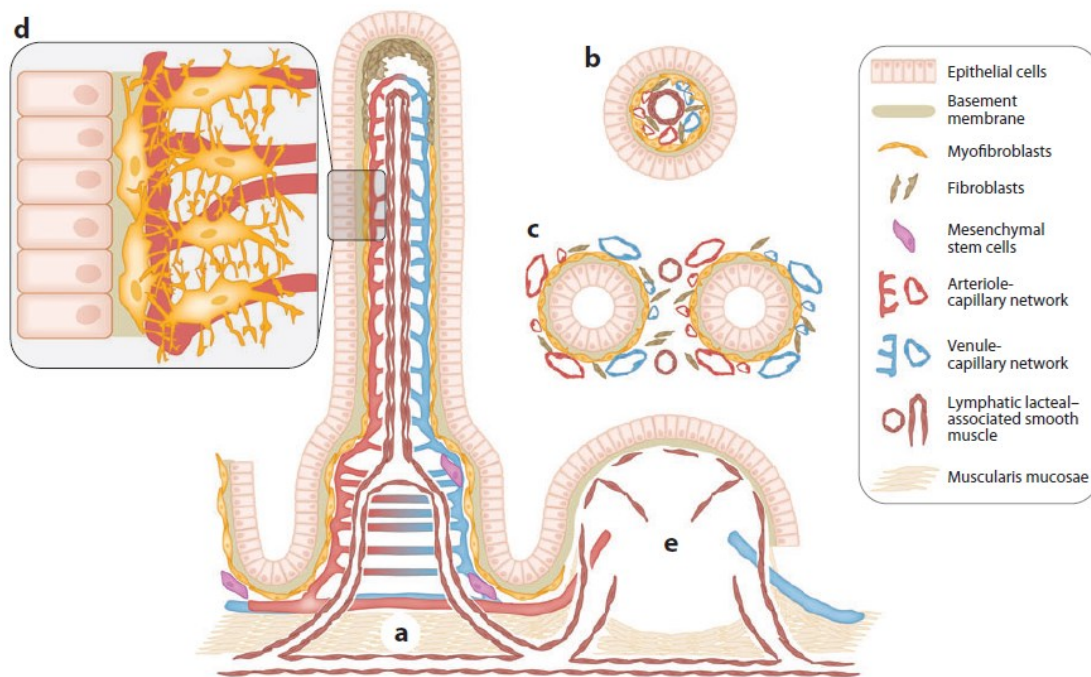 d
b
c
a
e
Epithelial cells
Basement
membrane
Myofibroblasts
Fibroblasts
Mesenchymal
stem cells
Arteriole-
capillary network
Venule-
capillary network
Lymphatic lacteal–
associated smooth
muscle
Muscularis mucosae